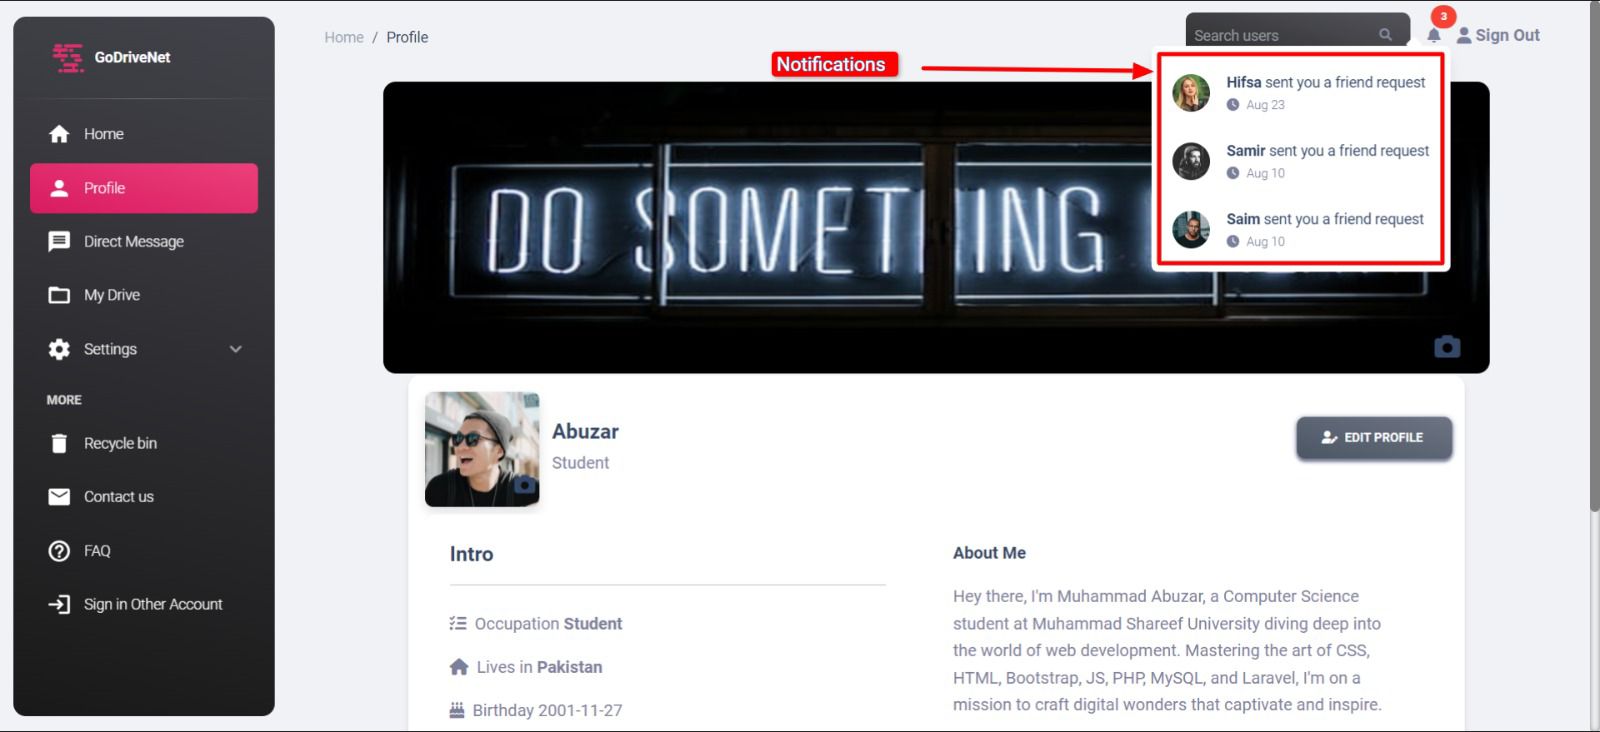 GoDriveNet
Home
Profile
Direct Message
My Drive
Settings
MORE
Recycle bin
Contact us
FAQ
Sign in Other Account
Home / Profile
Search users
3
Sign Out
Notifications
Hifsa sent you a friend request
Aug 23
Samir sent you a friend request
Aug 10
Saim sent you a friend request
Aug 10
DO SOMETHING
Abuzar
Student
EDIT PROFILE
Intro
Occupation Student
Lives in Pakistan
Birthday 2001-11-27
About Me
Hey there, I'm Muhammad Abuzar, a Computer Science
student at Muhammad Shareef University diving deep into
the world of web development. Mastering the art of CSS,
HTML, Bootstrap, JS, PHP, MySQL, and Laravel, I'm on a
mission to craft digital wonders that captivate and inspire.